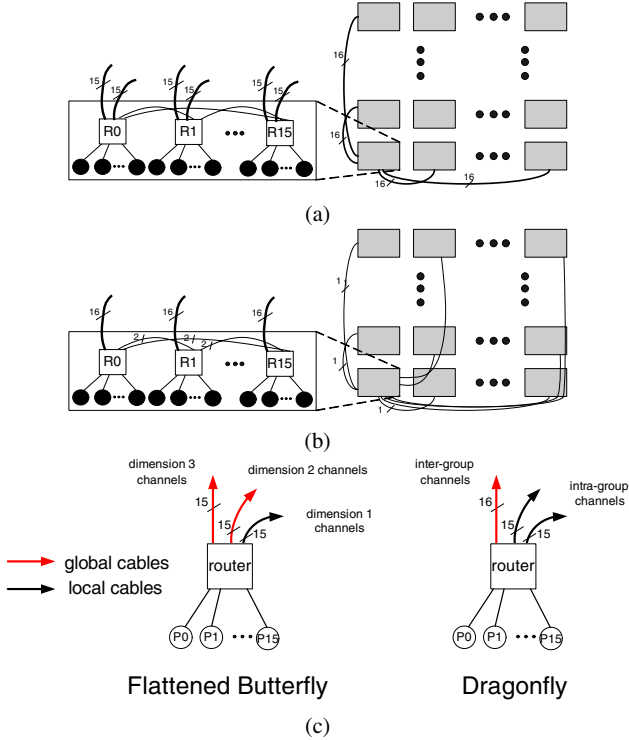 15 15 15 15 15 15
R0 R1 R15
16
16
16 16
(a)
16 16 16
2 2 2
R0 R1 R15
1
1
1
(b)
dimension 3 channels
dimension 2 channels
dimension 1 channels
15
15
15
router
P0 P1 P15
global cables
local cables
Flattened Butterfly
inter-group channels
intra-group channels
16
15
15
router
P0 P1 P15
Dragonfly
(c)